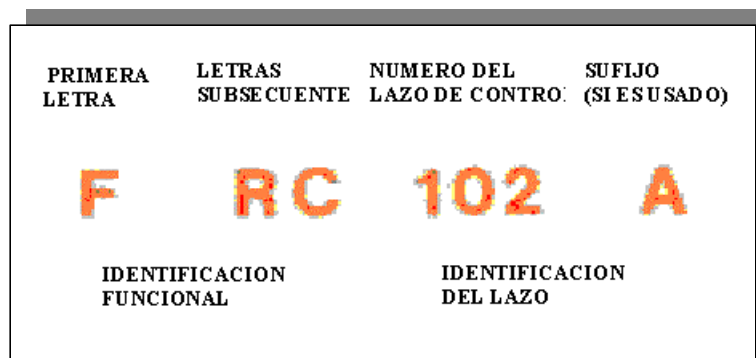 PRIMERA LETRA
LETRAS SUBSECUENTE
NUMERO DEL LAZO DE CONTRO
SUFIJO (SI ES USADO)
F RC 102 A
IDENTIFICACION FUNCIONAL
IDENTIFICACION DEL LAZO